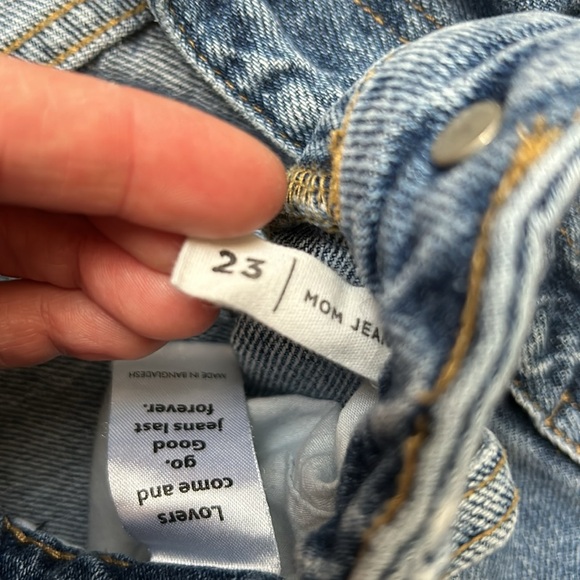 23 | MOM JEAN
Lovers
come and
go.
Good
jeans last
forever.
MADE IN BANGLADESH